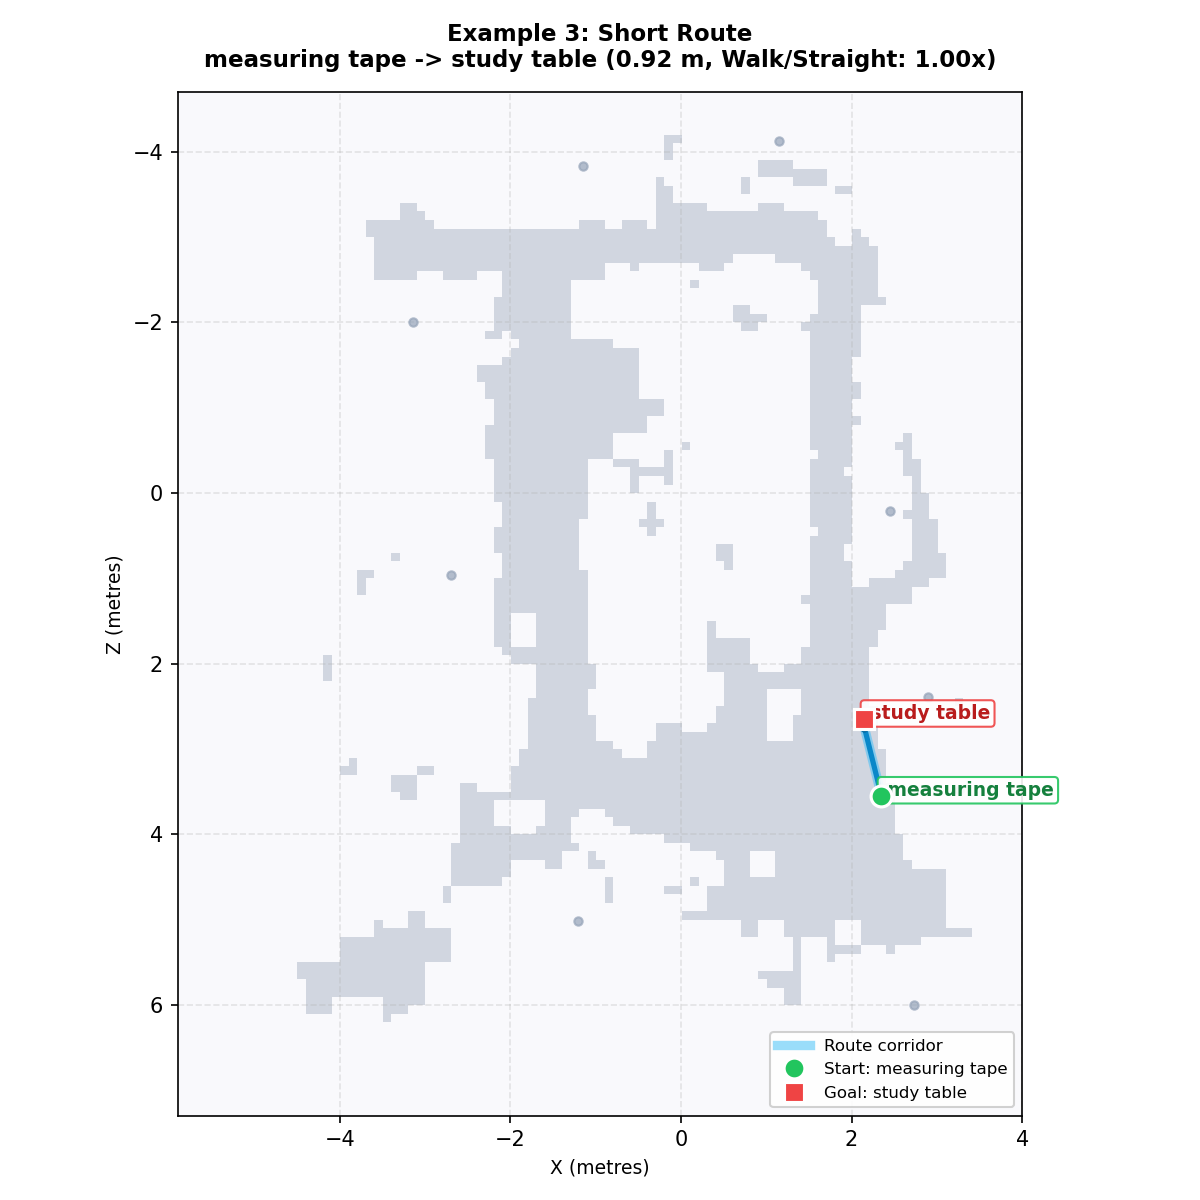 Example 3: Short Route
measuring tape -> study table (0.92 m, Walk/Straight: 1.00x)
−4
−2
0
2
4
6
Z (metres)
study table
measuring tape
Route corridor
Start: measuring tape
Goal: study table
−4
−2
0
2
4
X (metres)